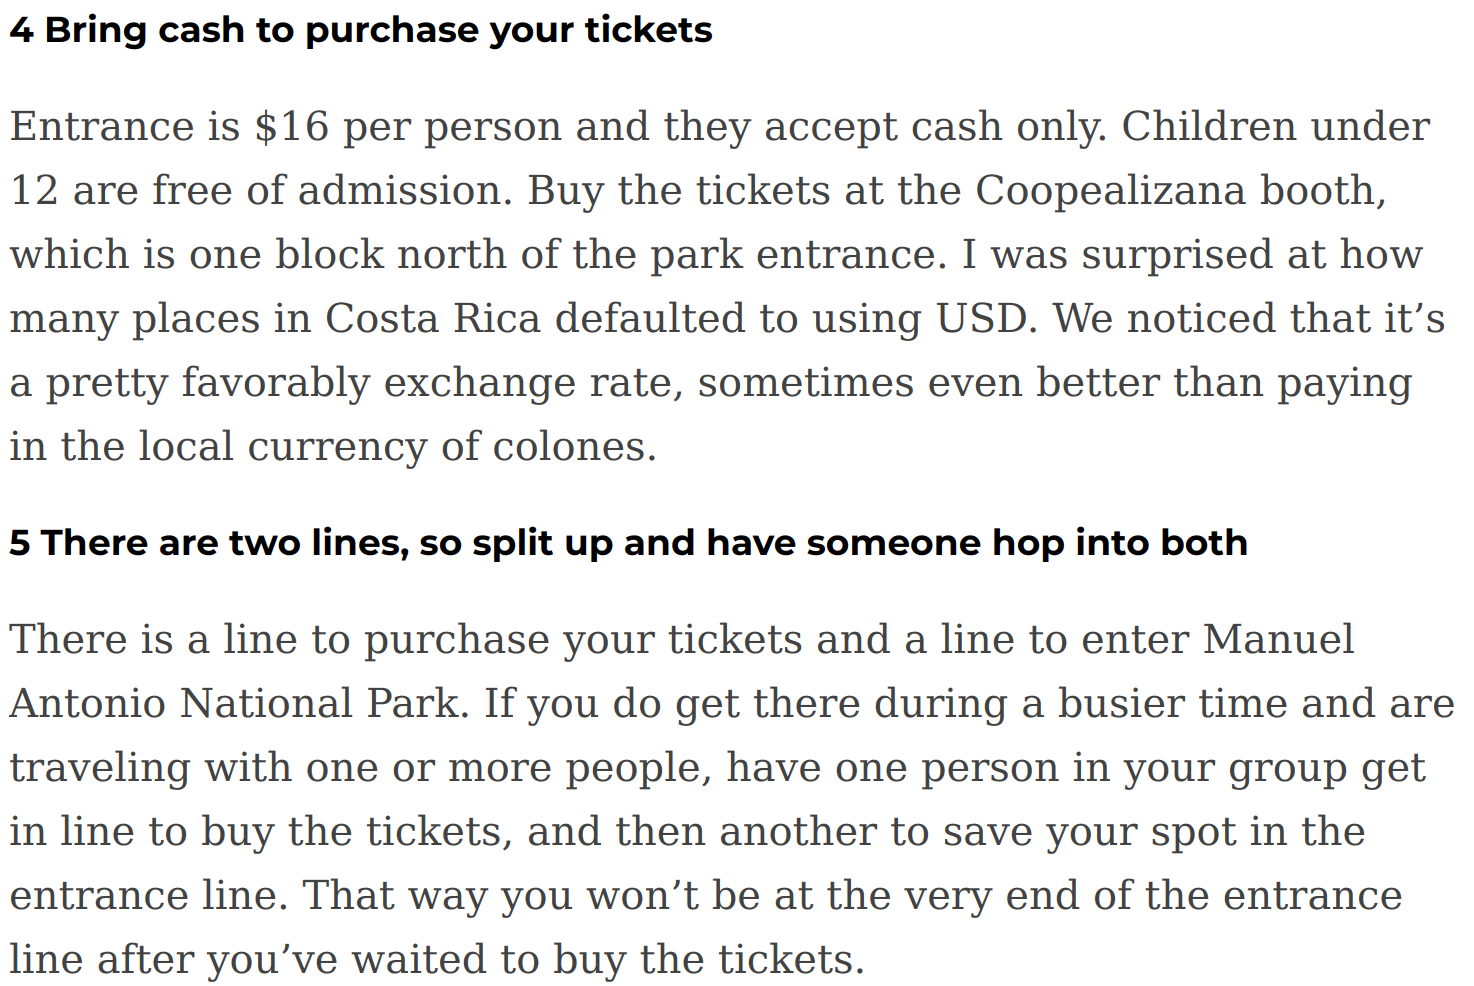 4 Bring cash to purchase your tickets
Entrance is $16 per person and they accept cash only. Children under
12 are free of admission. Buy the tickets at the Coopealizana booth,
which is one block north of the park entrance. I was surprised at how
many places in Costa Rica defaulted to using USD. We noticed that it’s
a pretty favorably exchange rate, sometimes even better than paying
in the local currency of colones.
5 There are two lines, so split up and have someone hop into both
There is a line to purchase your tickets and a line to enter Manuel
Antonio National Park. If you do get there during a busier time and are
traveling with one or more people, have one person in your group get
in line to buy the tickets, and then another to save your spot in the
entrance line. That way you won’t be at the very end of the entrance
line after you’ve waited to buy the tickets.